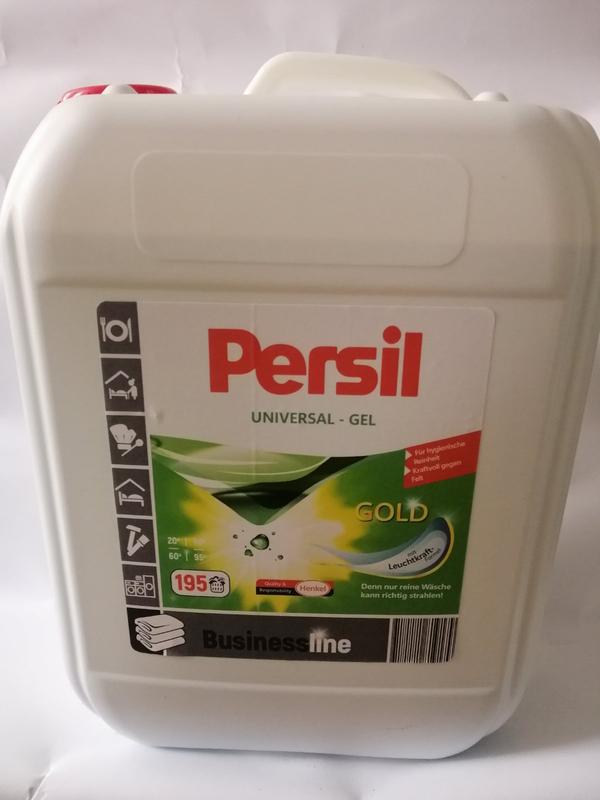 Persil
UNIVERSAL - GEL
Für hygienische
Reinheit
Kraftvoll gegen
Fett
GOLD
mit
Leuchtkraft-
Formel
20°
60° 95°
195
Quality &
Responsibility
Henkel
Denn nur reine Wäsche
kann richtig strahlen!
Businessline